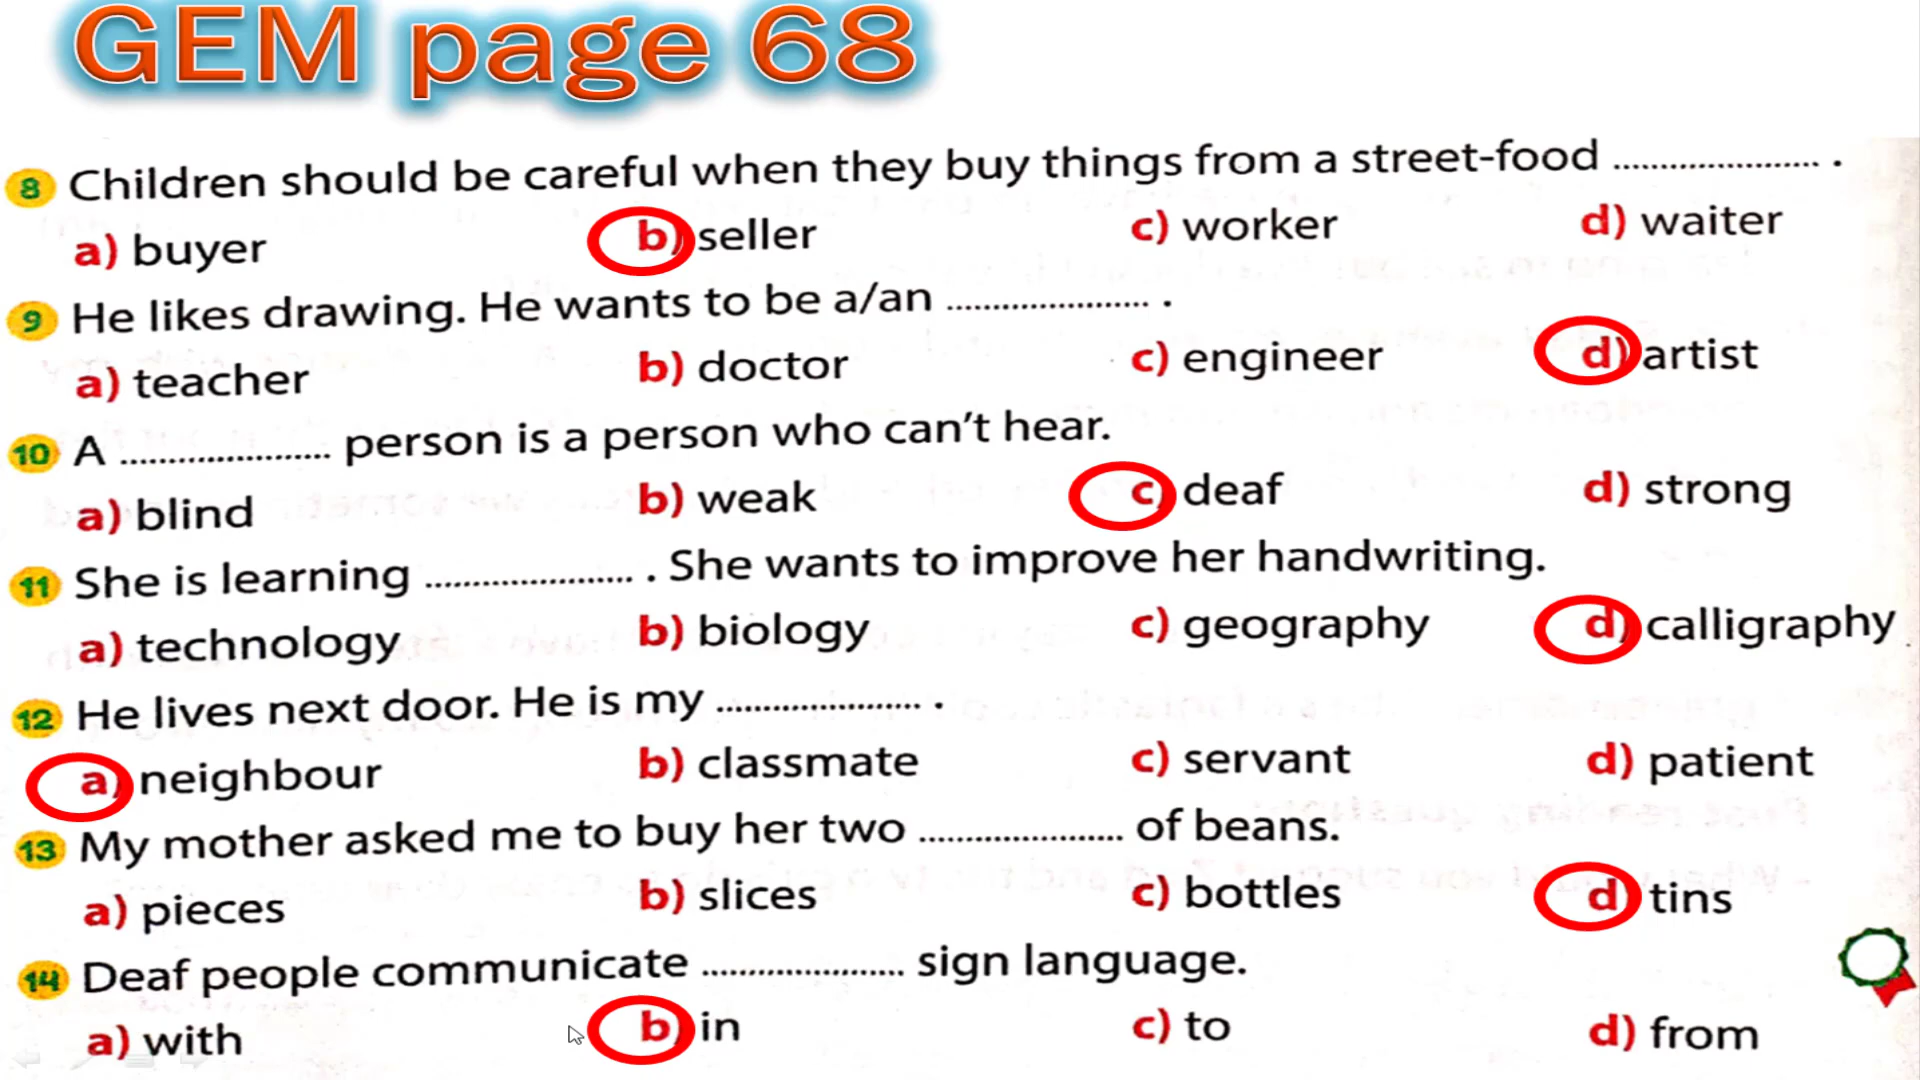 GEM page 68
8 Children should be careful when they buy things from a street-food ..................... .
a) buyer b) seller c) worker d) waiter
9 He likes drawing. He wants to be a/an ..................... .
a) teacher b) doctor c) engineer d) artist
10 A ..................... person is a person who can't hear.
a) blind b) weak c) deaf d) strong
11 She is learning ..................... . She wants to improve her handwriting.
a) technology b) biology c) geography d) calligraphy
12 He lives next door. He is my ..................... .
a) neighbour b) classmate c) servant d) patient
13 My mother asked me to buy her two ..................... of beans.
a) pieces b) slices c) bottles d) tins
14 Deaf people communicate ..................... sign language.
a) with b) in c) to d) from